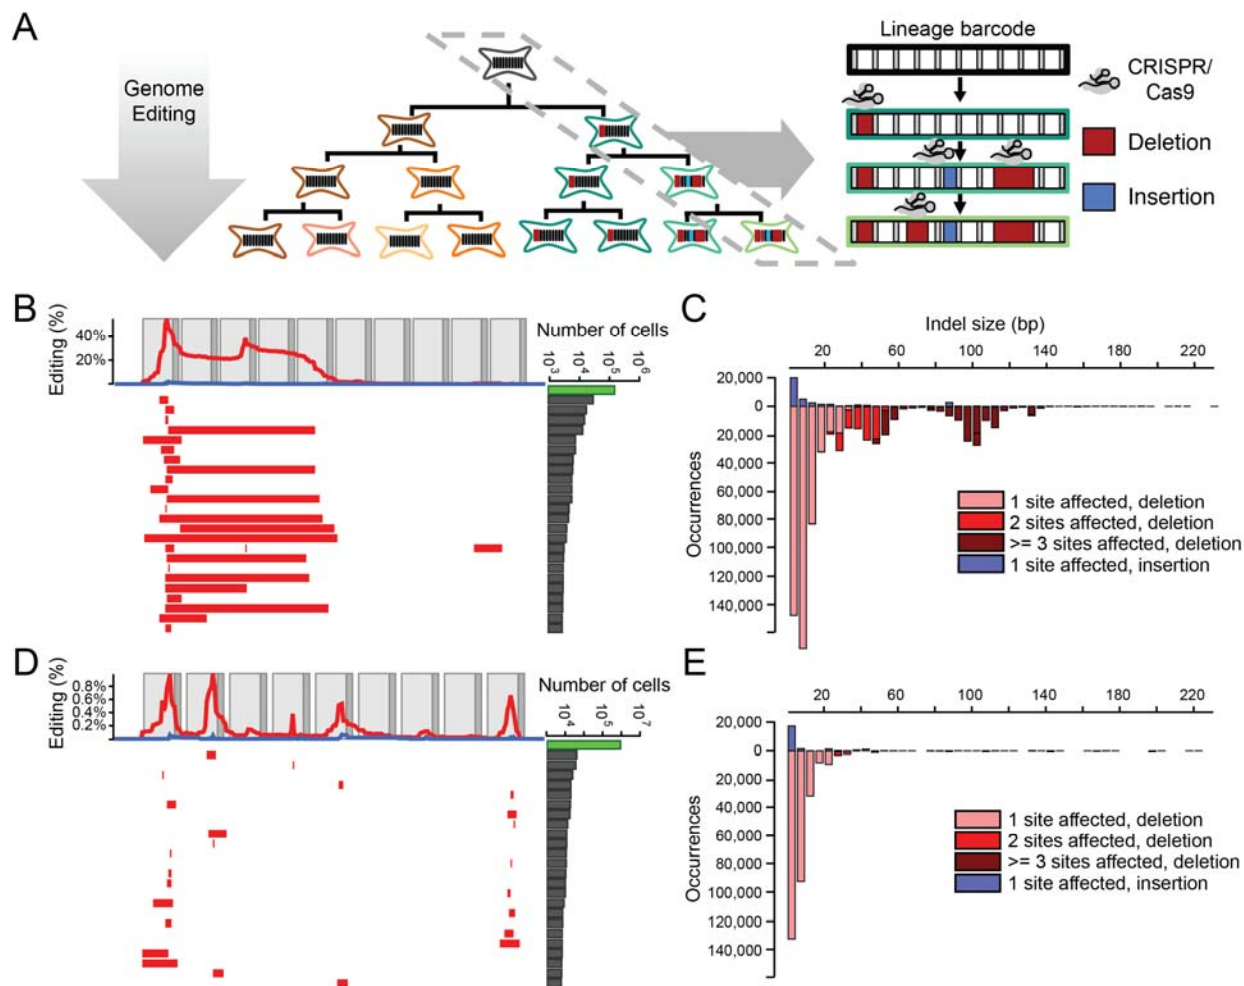 A
Genome
Editing
Lineage barcode
CRISPR/
Cas9
Deletion
Insertion
B
Editing (%)
40%
20%
Number of cells
10³ 10⁴ 10⁵ 10⁶
C
Indel size (bp)
20 60 100 140 180 220
20,000
0
20,000
40,000
60,000
80,000
100,000
120,000
140,000
Occurrences
1 site affected, deletion
2 sites affected, deletion
>= 3 sites affected, deletion
1 site affected, insertion
D
Editing (%)
0.8%
0.6%
0.4%
0.2%
Number of cells
10⁴ 10⁵ 10⁶ 10⁷
E
20 60 100 140 180 220
20,000
0
20,000
40,000
60,000
80,000
100,000
120,000
140,000
Occurrences
1 site affected, deletion
2 sites affected, deletion
>= 3 sites affected, deletion
1 site affected, insertion